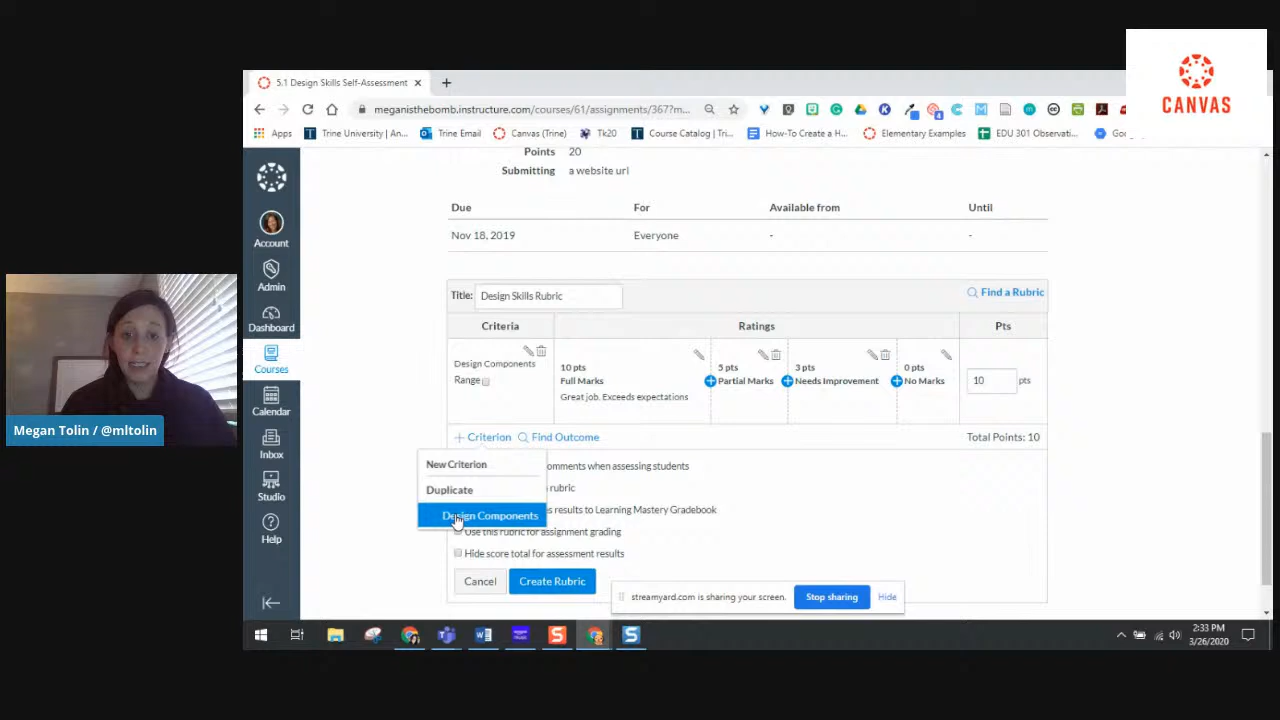 CANVAS
5.1 Design Skills Self-Assessment
meganisthebomb.instructure.com/courses/61/assignments/367?m...
Apps
Trine University | An...
Trine Email
Canvas (Trine)
Tk20
Course Catalog | Tri...
How-To Create a H...
Elementary Examples
EDU 301 Observati...
Points 20
Submitting a website url
Due For Available from Until
Nov 18, 2019 Everyone - -
Title: Design Skills Rubric
Find a Rubric
Criteria Ratings Pts
Design Components
Range
10 pts
Full Marks
Great job. Exceeds expectations
5 pts
Partial Marks
3 pts
Needs Improvement
0 pts
No Marks
10 pts
Criterion Find Outcome Total Points: 10
New Criterion
Duplicate
Design Components
omments when assessing students
rubric
s results to Learning Mastery Gradebook
Use this rubric for assignment grading
Hide score total for assessment results
Cancel Create Rubric
streamyard.com is sharing your screen. Stop sharing Hide
Account
Admin
Dashboard
Courses
Calendar
Inbox
Studio
Help
Megan Tolin / @mltolin
2:33 PM
3/26/2020